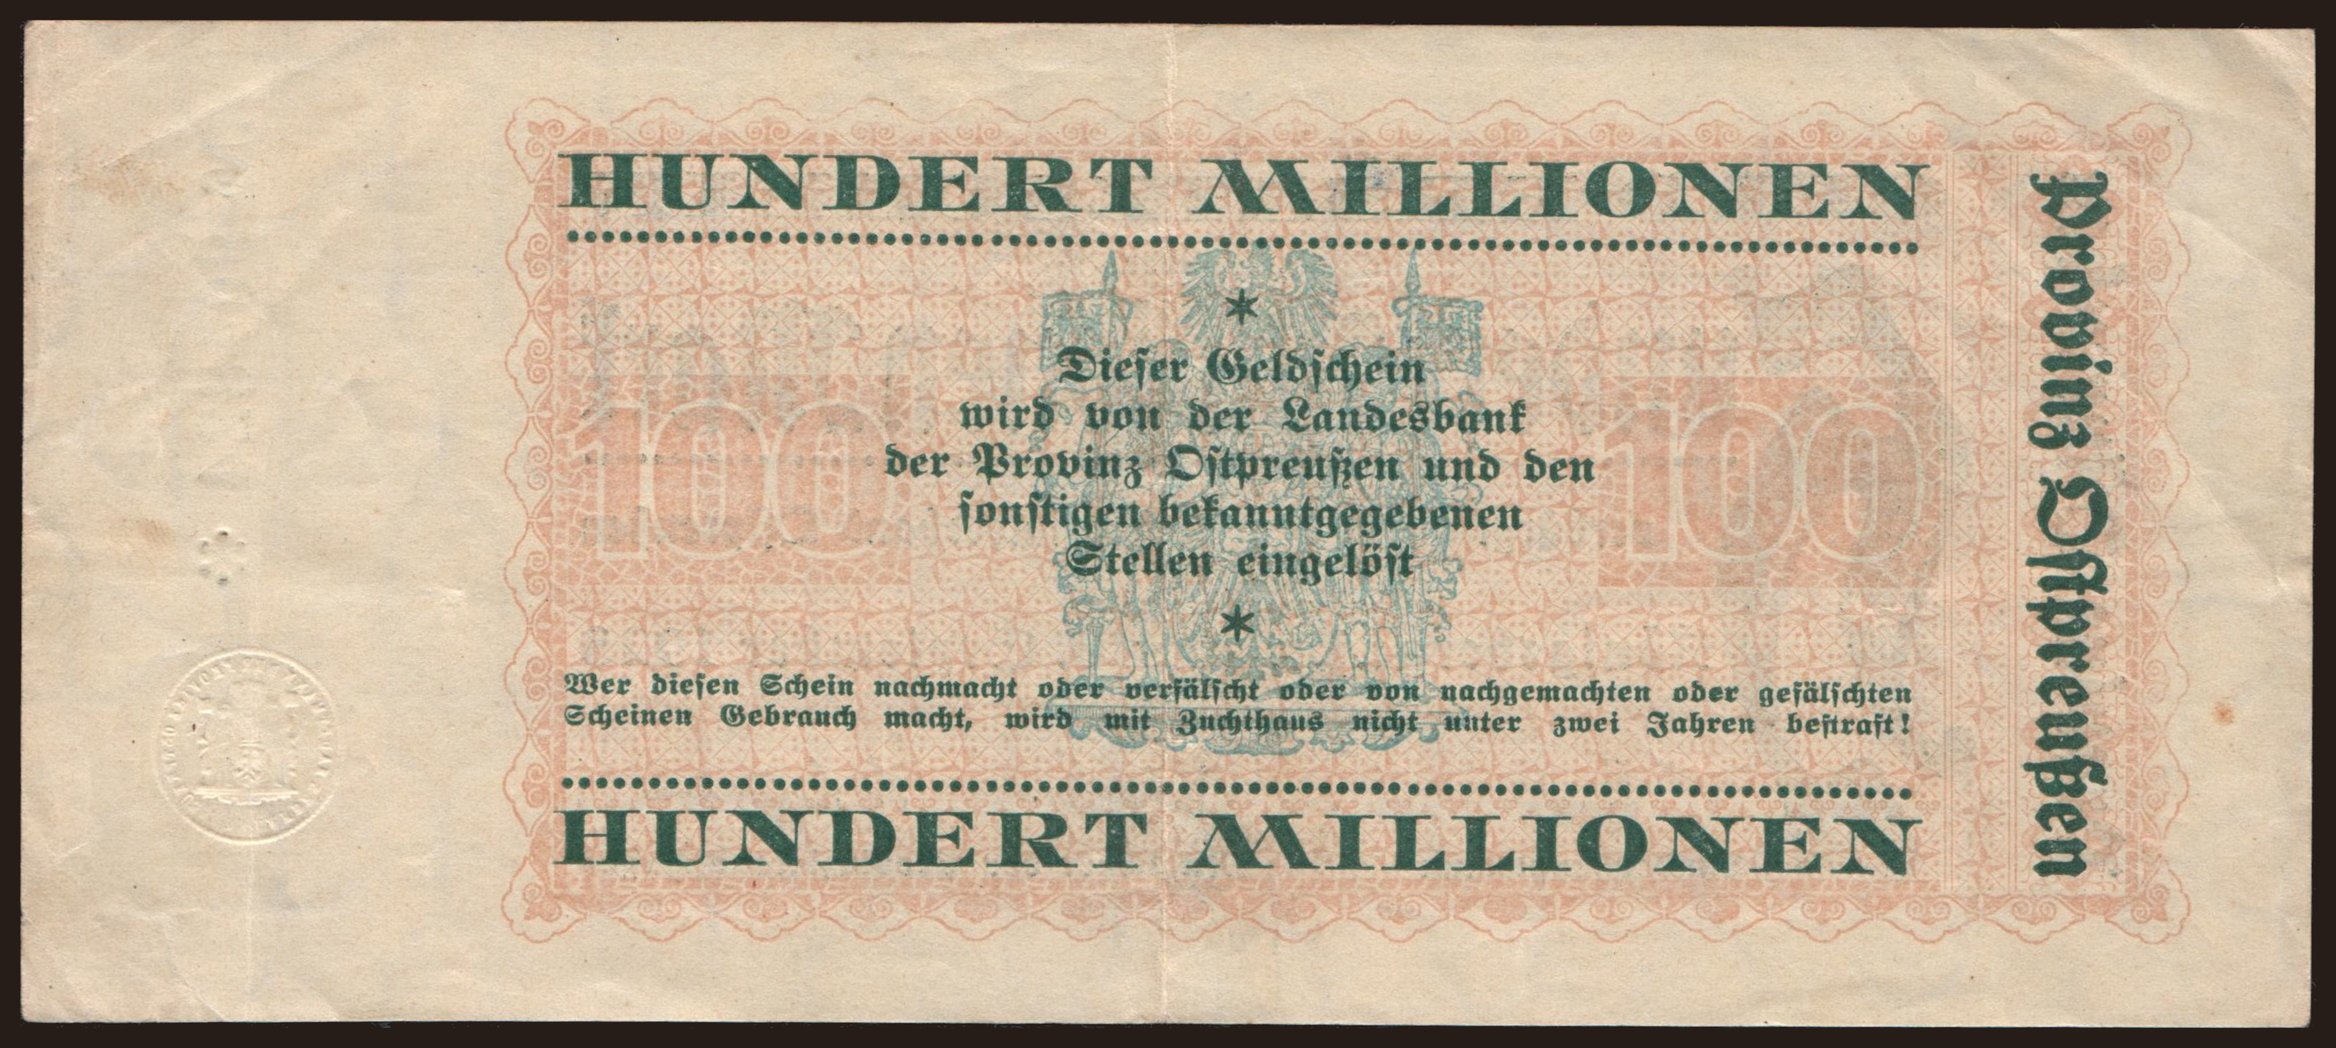 HUNDERT MILLIONEN
*
Dieser Geldschein
wird von der Landesbank
der Provinz Ostpreußen und den
sonstigen bekanntgegebenen
Stellen eingelöst
*
100
100
Wer diesen Schein nachmacht oder verfälscht oder von nachgemachten oder gefälschten
Scheinen Gebrauch macht, wird mit Zuchthaus nicht unter zwei Jahren bestraft!
HUNDERT MILLIONEN
Provinz Ostpreußen